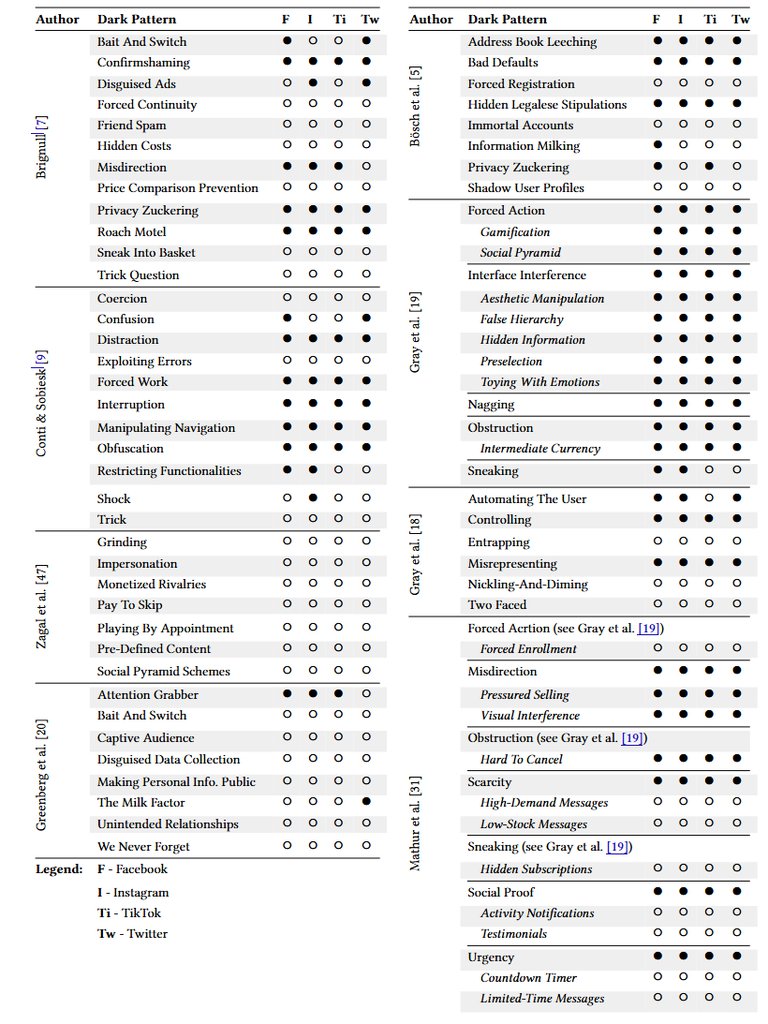 Author Dark Pattern F I Ti Tw
Brignull [7]
Bait And Switch ● ○ ○ ●
Confirmshaming ● ● ● ●
Disguised Ads ○ ● ○ ●
Forced Continuity ○ ○ ○ ○
Friend Spam ○ ○ ○ ○
Hidden Costs ○ ○ ○ ○
Misdirection ● ● ● ○
Price Comparison Prevention ○ ○ ○ ○
Privacy Zuckering ● ● ● ●
Roach Motel ● ● ● ●
Sneak Into Basket ○ ○ ○ ○
Trick Question ○ ○ ○ ○
Conti & Sobiesk [9]
Coercion ○ ○ ○ ○
Confusion ● ○ ○ ●
Distraction ● ● ● ●
Exploiting Errors ○ ○ ○ ○
Forced Work ● ● ● ●
Interruption ● ● ● ●
Manipulating Navigation ● ● ● ●
Obfuscation ● ● ● ●
Restricting Functionalities ● ● ○ ○
Shock ○ ● ○ ○
Trick ○ ○ ○ ○
Zagal et al. [47]
Grinding ○ ○ ○ ○
Impersonation ○ ○ ○ ○
Monetized Rivalries ○ ○ ○ ○
Pay To Skip ○ ○ ○ ○
Playing By Appointment ○ ○ ○ ○
Pre-Defined Content ○ ○ ○ ○
Social Pyramid Schemes ○ ○ ○ ○
Greenberg et al. [20]
Attention Grabber ● ● ● ○
Bait And Switch ○ ○ ○ ○
Captive Audience ○ ○ ○ ○
Disguised Data Collection ○ ○ ○ ○
Making Personal Info. Public ○ ○ ○ ○
The Milk Factor ○ ○ ○ ●
Unintended Relationships ○ ○ ○ ○
We Never Forget ○ ○ ○ ○
Legend: F - Facebook
I - Instagram
Ti - TikTok
Tw - Twitter
Author Dark Pattern F I Ti Tw
Bösch et al. [5]
Address Book Leeching ● ● ● ●
Bad Defaults ● ● ● ●
Forced Registration ○ ○ ○ ○
Hidden Legalese Stipulations ● ● ● ●
Immortal Accounts ○ ○ ○ ○
Information Milking ● ○ ○ ○
Privacy Zuckering ● ○ ● ○
Shadow User Profiles ○ ○ ○ ○
Gray et al. [19]
Forced Action ● ● ● ●
Gamification ● ● ● ●
Social Pyramid ● ● ● ●
Interface Interference ● ● ● ●
Aesthetic Manipulation ● ● ● ●
False Hierarchy ● ● ● ●
Hidden Information ● ● ● ●
Preselection ● ● ● ●
Toying With Emotions ● ● ● ●
Nagging ● ● ● ●
Obstruction ● ● ● ●
Intermediate Currency ● ● ● ●
Sneaking ● ● ○ ○
Gray et al. [18]
Automating The User ● ● ○ ●
Controlling ● ● ● ●
Entrapping ○ ○ ○ ○
Misrepresenting ● ● ● ●
Nickling-And-Diming ○ ○ ○ ○
Two Faced ○ ○ ○ ○
Mathur et al. [31]
Forced Acrtion (see Gray et al. [19])
Forced Enrollment ○ ○ ○ ○
Misdirection ● ● ● ●
Pressured Selling ● ● ● ●
Visual Interference ● ● ● ●
Obstruction (see Gray et al. [19])
Hard To Cancel ● ● ● ●
Scarcity ● ● ● ●
High-Demand Messages ○ ○ ○ ○
Low-Stock Messages ○ ○ ○ ○
Sneaking (see Gray et al. [19])
Hidden Subscriptions ○ ○ ○ ○
Social Proof ● ● ● ●
Activity Notifications ○ ○ ○ ○
Testimonials ○ ○ ○ ○
Urgency ● ● ● ●
Countdown Timer ○ ○ ○ ○
Limited-Time Messages ○ ○ ○ ○